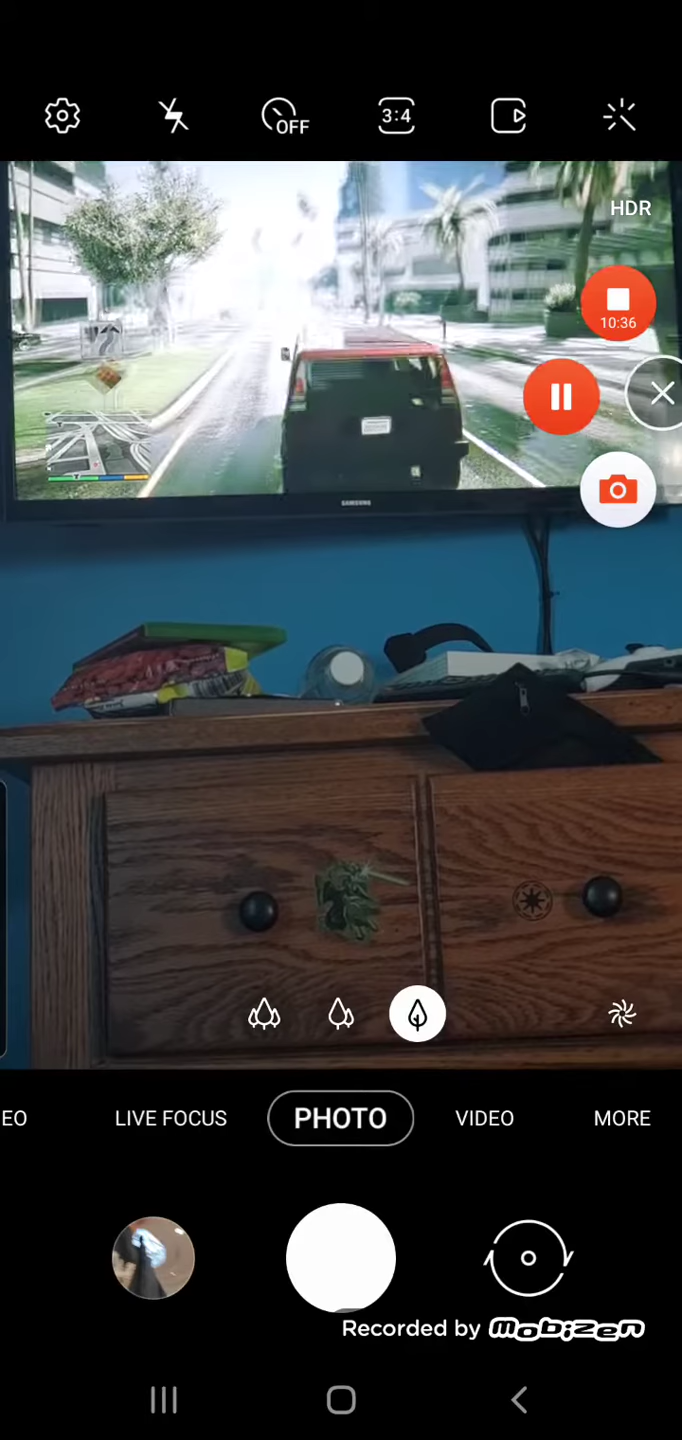 OFF
3:4
HDR
10:36
SAMSUNG
EO
LIVE FOCUS
PHOTO
VIDEO
MORE
Recorded by Mobizen